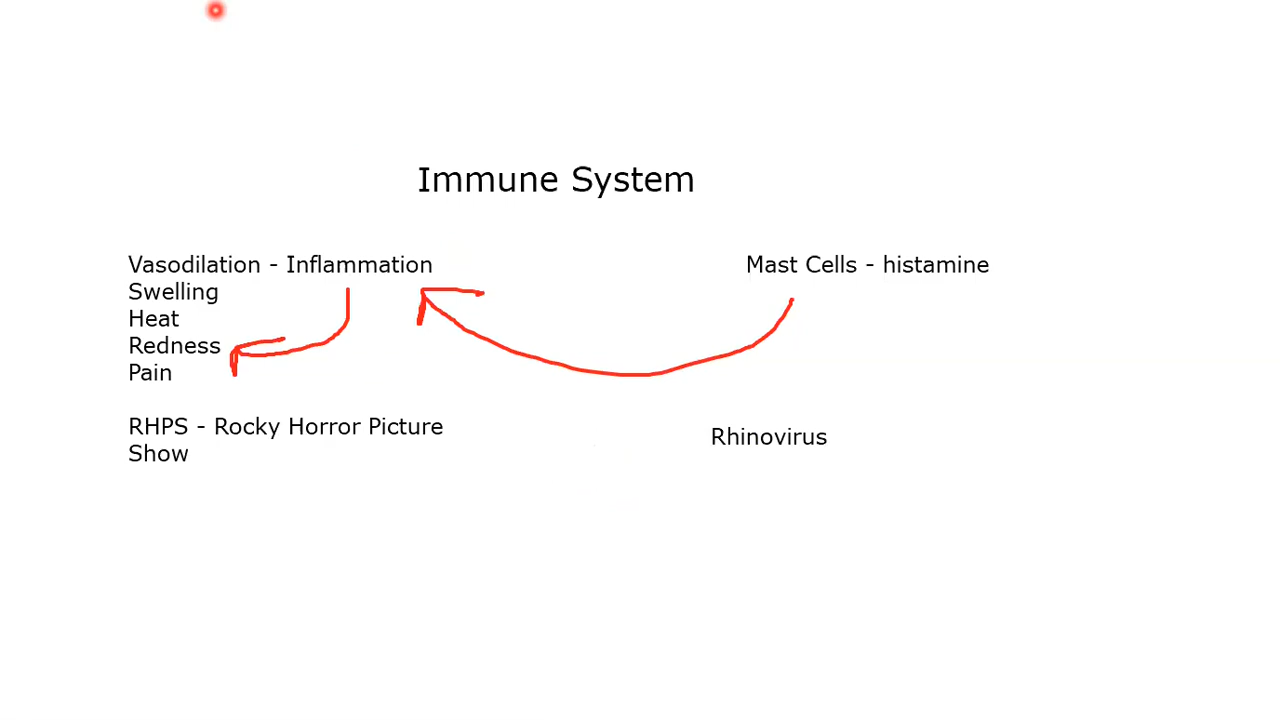 Immune System
Vasodilation - Inflammation
Swelling
Heat
Redness
Pain
RHPS - Rocky Horror Picture
Show
Mast Cells - histamine
Rhinovirus